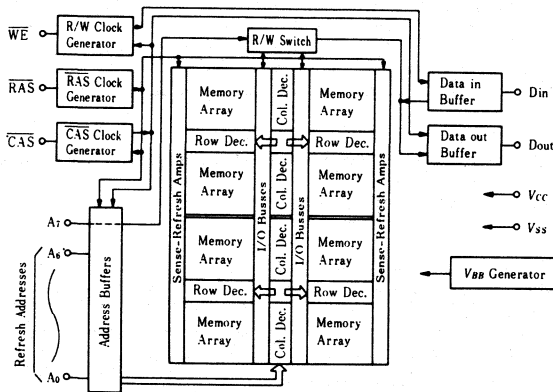 R/W Clock
Generator
WE
RAS Clock
Generator
RAS
CAS Clock
Generator
CAS
R/W Switch
Data in
Buffer
Din
Data out
Buffer
Dout
VCC
VSS
VBB Generator
A7
A6
A0
Refresh Addresses
Address Buffers
Sense-Refresh Amps
Memory
Array
Row Dec.
Memory
Array
Memory
Array
Row Dec.
Memory
Array
I/O Busses
Col. Dec.
Col. Dec.
Col. Dec.
Col. Dec.
I/O Busses
Memory
Array
Row Dec.
Memory
Array
Memory
Array
Row Dec.
Memory
Array
Sense-Refresh Amps